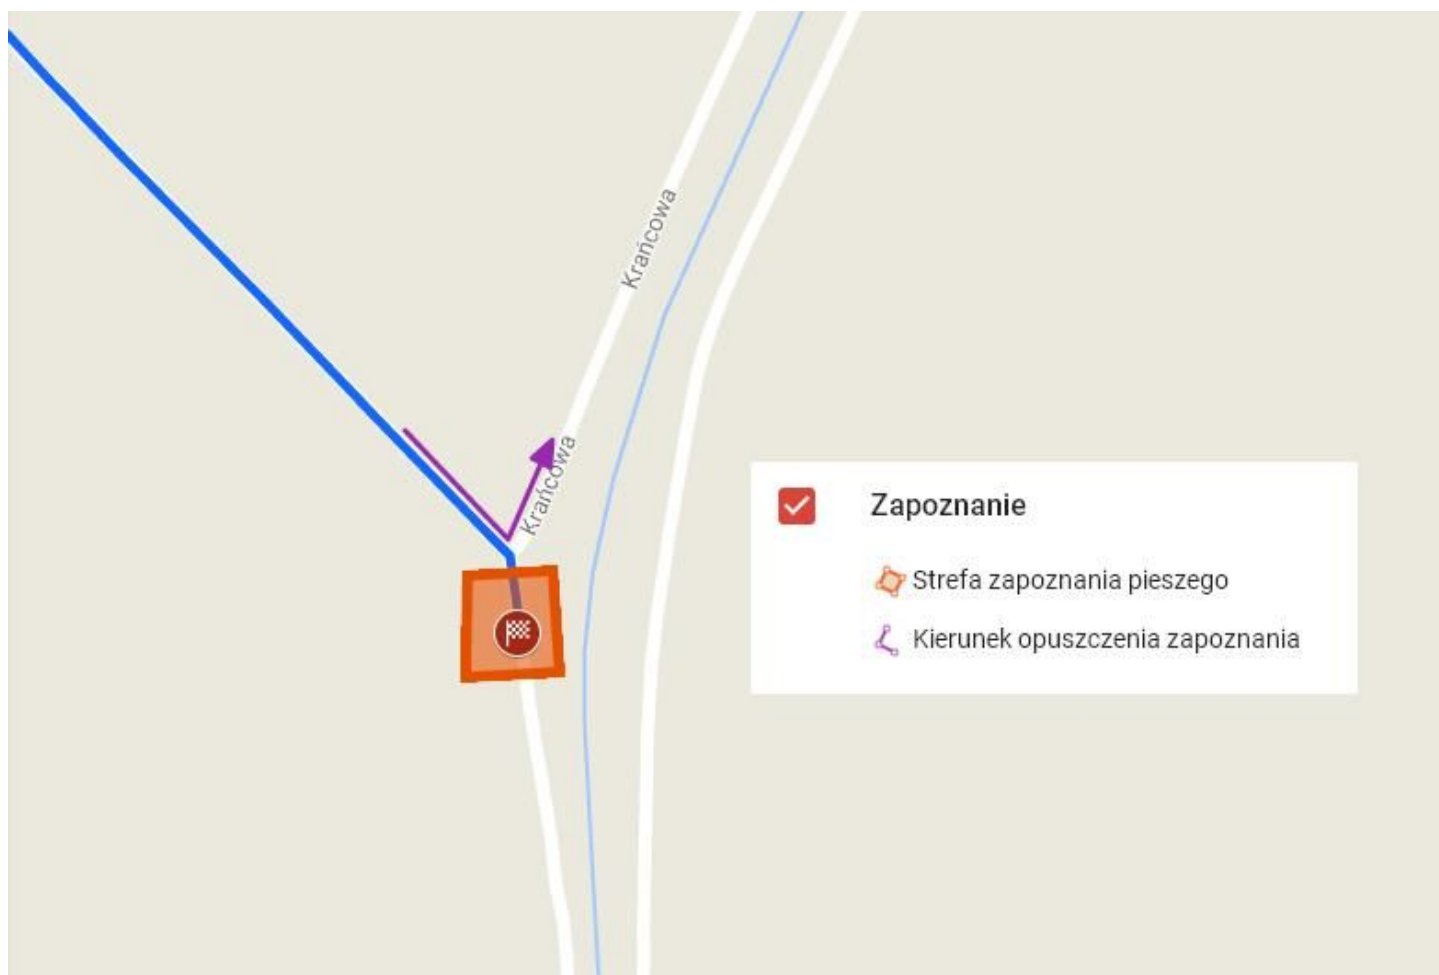 Krańcowa
Krańcowa
Zapoznanie
Strefa zapoznania pieszego
Kierunek opuszczenia zapoznania